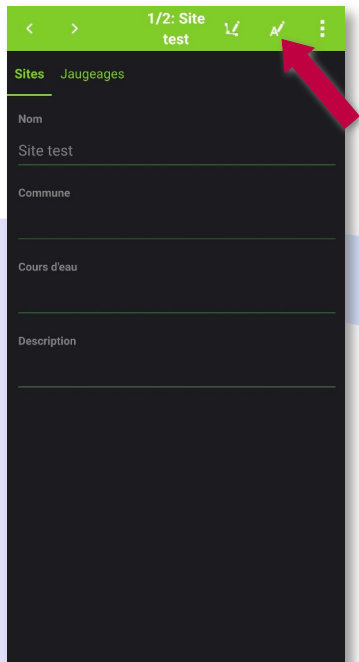 1/2: Site
test
Sites Jaugeages
Nom
Site test
Commune
Cours d'eau
Description